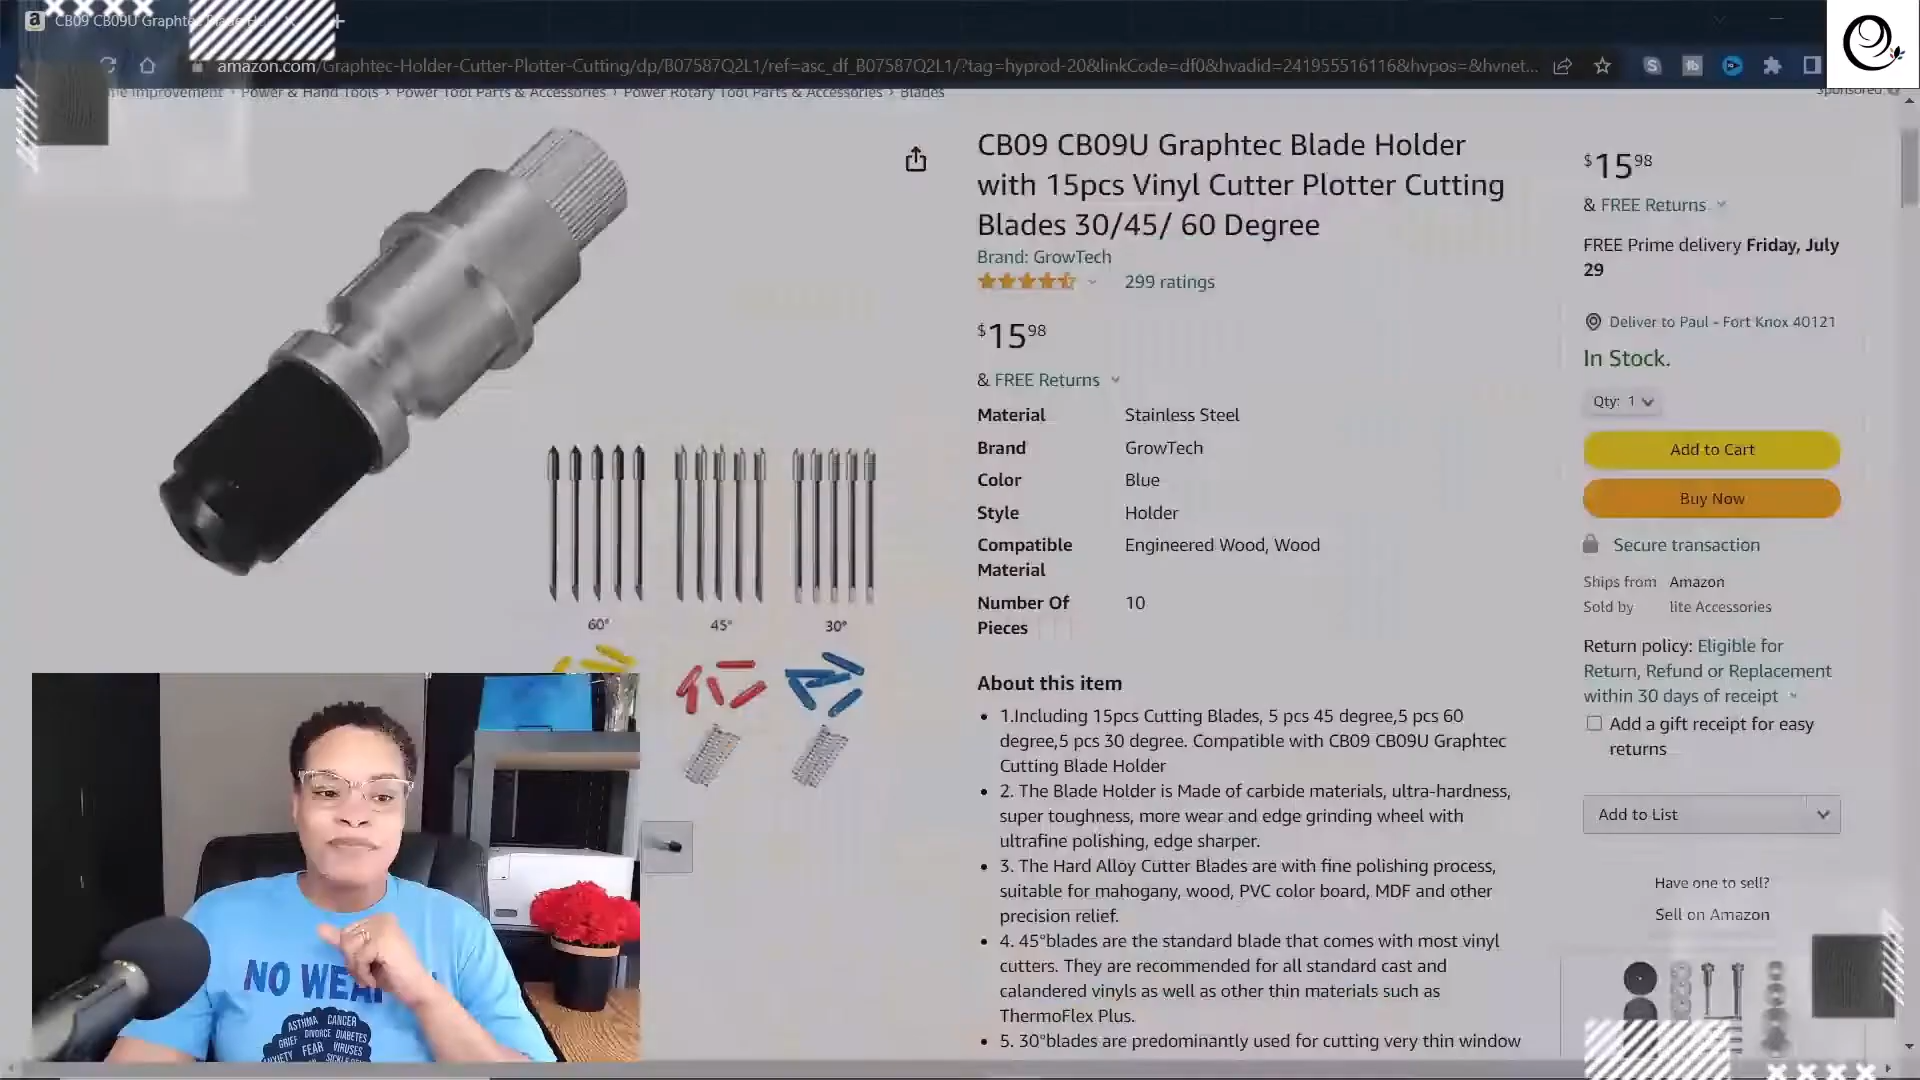 CB09 CB09U Graphtec Blade H...
amazon.com/Graphtec-Holder-Cutter-Plotter-Cutting/dp/B07587Q2L1/ref=asc_df_B07587Q2L1/?tag=hyprod-20&linkCode=df0&hvadid=241955516116&hvpos=&hvnet...
Improvement › Power & Hand Tools › Power Tool Parts & Accessories › Power Rotary Tool Parts & Accessories › Blades
Sponsored
CB09 CB09U Graphtec Blade Holder
with 15pcs Vinyl Cutter Plotter Cutting
Blades 30/45/ 60 Degree
Brand: GrowTech
299 ratings
$15 98
& FREE Returns
Material Stainless Steel
Brand GrowTech
Color Blue
Style Holder
Compatible Material Engineered Wood, Wood
Number Of Pieces 10
About this item
• 1.Including 15pcs Cutting Blades, 5 pcs 45 degree,5 pcs 60
degree,5 pcs 30 degree. Compatible with CB09 CB09U Graphtec
Cutting Blade Holder
• 2. The Blade Holder is Made of carbide materials, ultra-hardness,
super toughness, more wear and edge grinding wheel with
ultrafine polishing, edge sharper.
• 3. The Hard Alloy Cutter Blades are with fine polishing process,
suitable for mahogany, wood, PVC color board, MDF and other
precision relief.
• 4. 45°blades are the standard blade that comes with most vinyl
cutters. They are recommended for all standard cast and
calandered vinyls as well as other thin materials such as
ThermoFlex Plus.
• 5. 30°blades are predominantly used for cutting very thin window
$15 98
& FREE Returns
FREE Prime delivery Friday, July
29
Deliver to Paul - Fort Knox 40121
In Stock.
Qty: 1
Add to Cart
Buy Now
Secure transaction
Ships from Amazon
Sold by lite Accessories
Return policy: Eligible for
Return, Refund or Replacement
within 30 days of receipt
Add a gift receipt for easy
returns
Add to List
Have one to sell?
Sell on Amazon
60° 45° 30°
NO WEA
ASTHMA CANCER
GRIEF DIVORCE DIABETES
FEAR VIRUSES